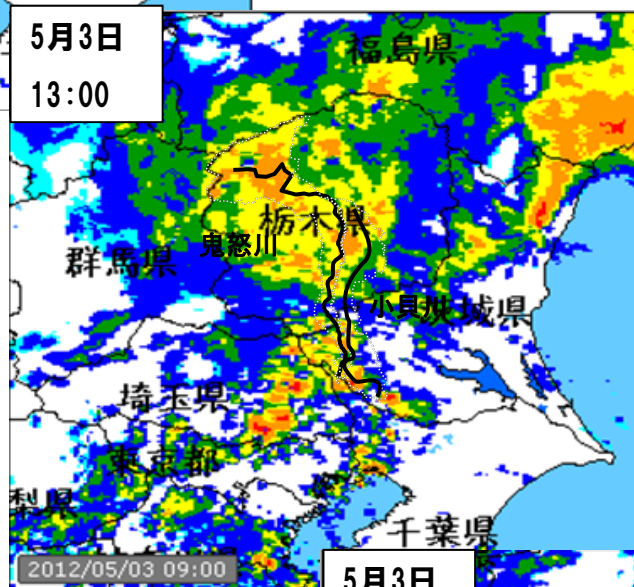 5月3日
13:00
福島県
栃木県
鬼怒川
群馬県
小貝川
城県
埼玉県
東京都
梨県
千葉県
2012/05/03 09:00
5月3日